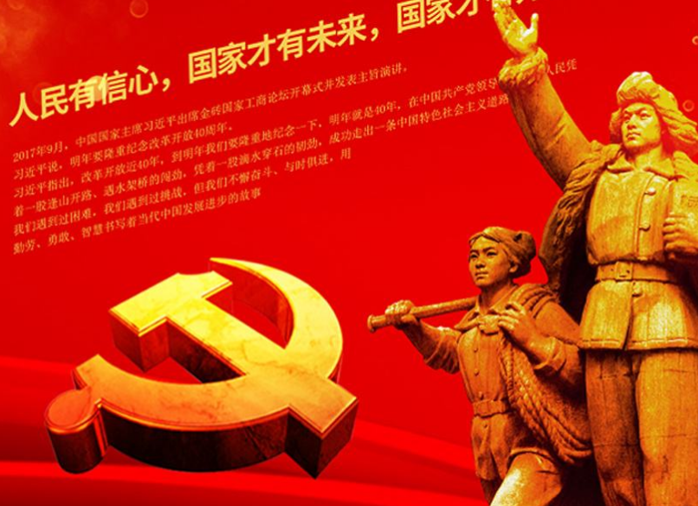 人民有信心，国家才有未来，国家才
2017年9月，中国国家主席习近平出席金砖国家工商论坛开幕式并发表主旨演讲，
习近平说，明年要隆重纪念改革开放40周年。
习近平指出，改革开放近40年，到明年我们要隆重地纪念一下，明年就是40年，在中国共产党领导 人民凭
着一股逢山开路、遇水架桥的闯劲，凭着一股滴水穿石的韧劲，成功走出一条中国特色社会主义道路
我们遇到过困难，我们遇到过挑战，但我们不懈奋斗、与时俱进，用
勤劳、勇敢、智慧书写着当代中国发展进步的故事